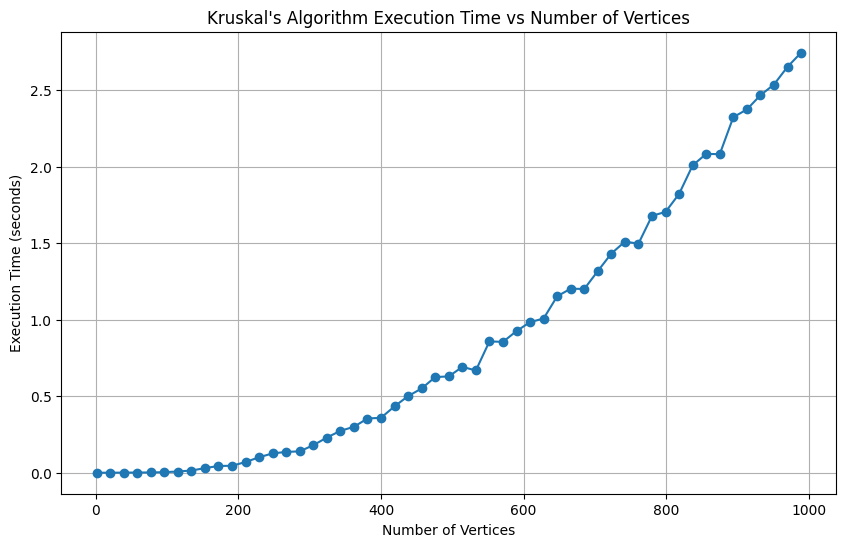 Kruskal's Algorithm Execution Time vs Number of Vertices
Execution Time (seconds)
2.5
2.0
1.5
1.0
0.5
0.0
0 200 400 600 800 1000
Number of Vertices